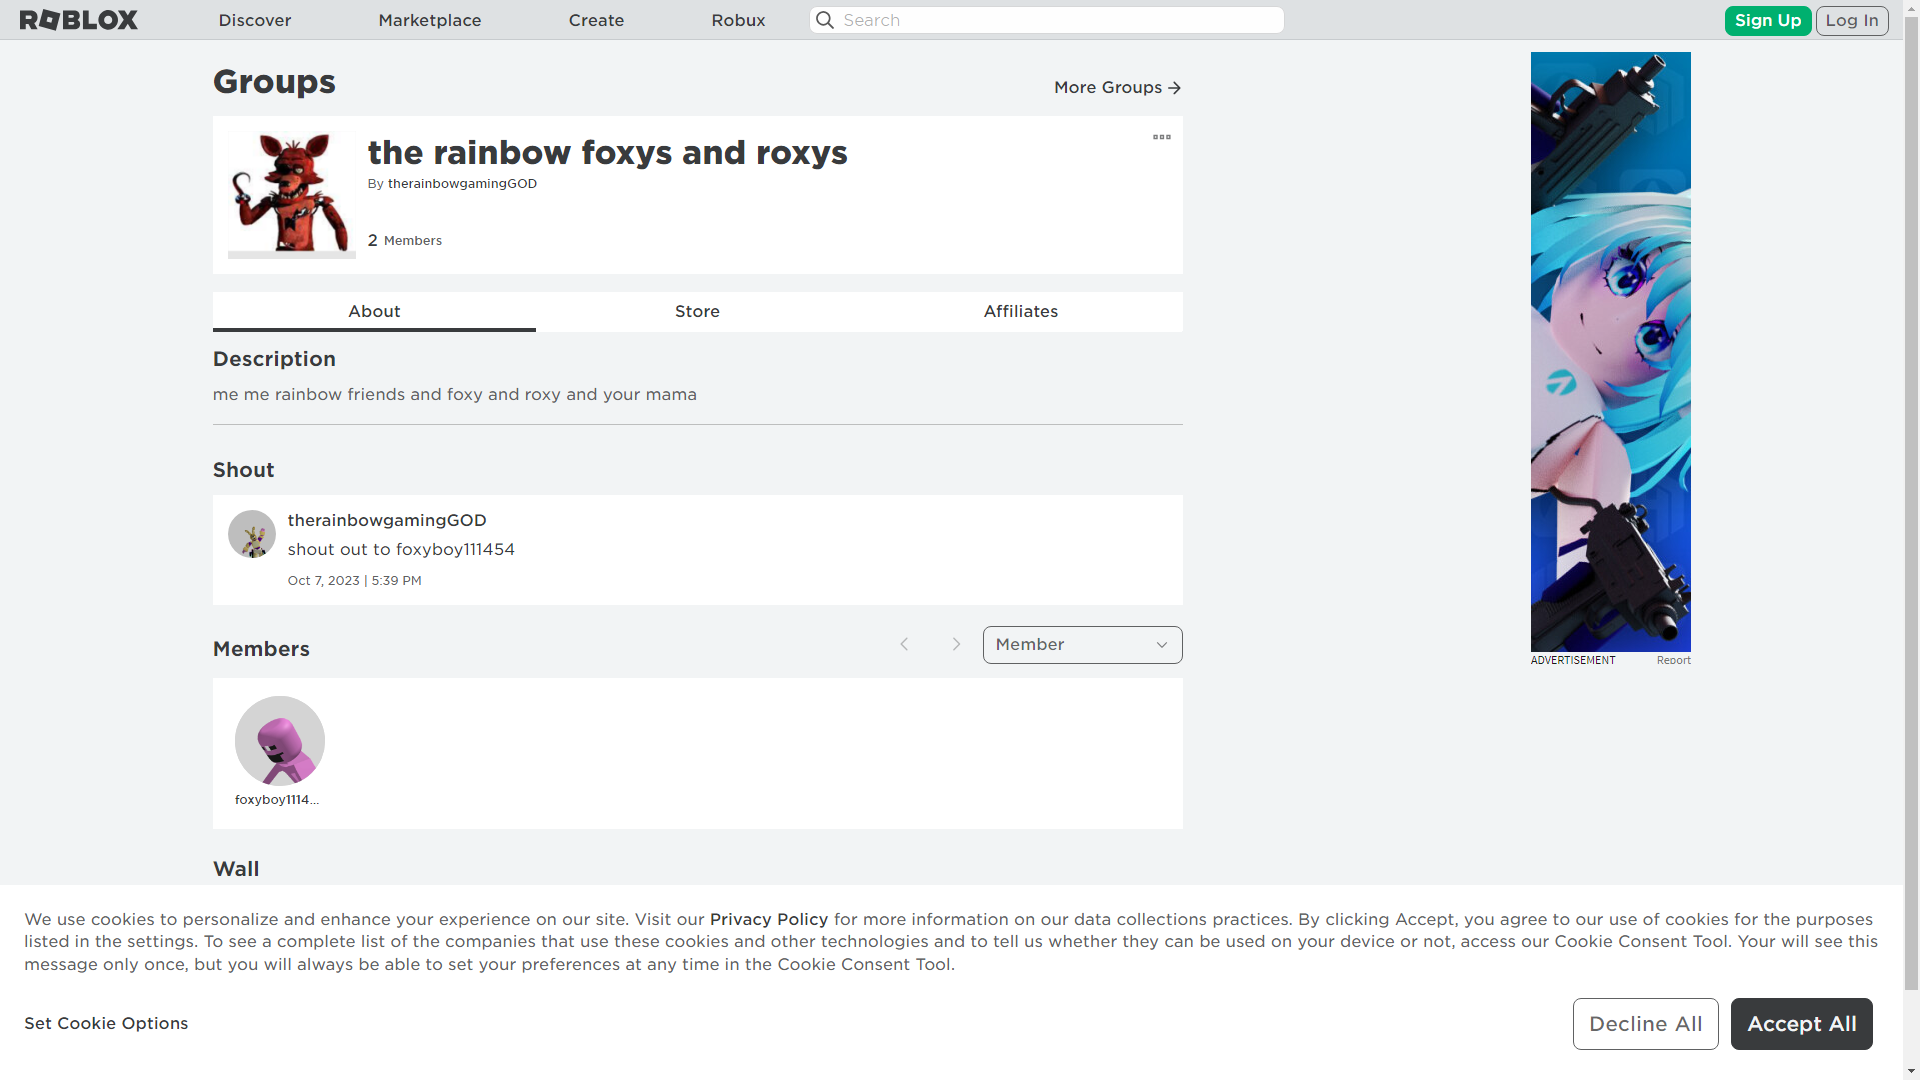 ROBLOX
Discover
Marketplace
Create
Robux
Search
Sign Up
Log In
Groups
More Groups
the rainbow foxys and roxys
By therainbowgamingGOD
2 Members
About
Store
Affiliates
Description
me me rainbow friends and foxy and roxy and your mama
Shout
therainbowgamingGOD
shout out to foxyboy111454
Oct 7, 2023 | 5:39 PM
Members
Member
foxyboy1114...
Wall
ADVERTISEMENT
Report
We use cookies to personalize and enhance your experience on our site. Visit our Privacy Policy for more information on our data collections practices. By clicking Accept, you agree to our use of cookies for the purposes
listed in the settings. To see a complete list of the companies that use these cookies and other technologies and to tell us whether they can be used on your device or not, access our Cookie Consent Tool. Your will see this
message only once, but you will always be able to set your preferences at any time in the Cookie Consent Tool.
Set Cookie Options
Decline All
Accept All